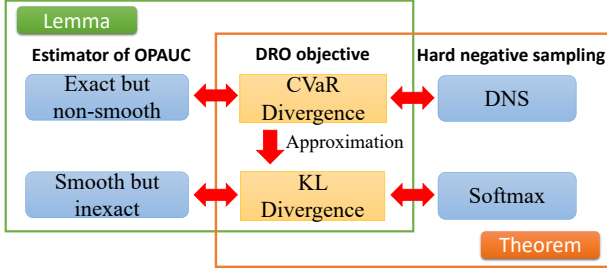 Lemma
Estimator of OPAUC
DRO objective
Hard negative sampling
Exact but
non-smooth
CVaR
Divergence
DNS
Approximation
Smooth but
inexact
KL
Divergence
Softmax
Theorem